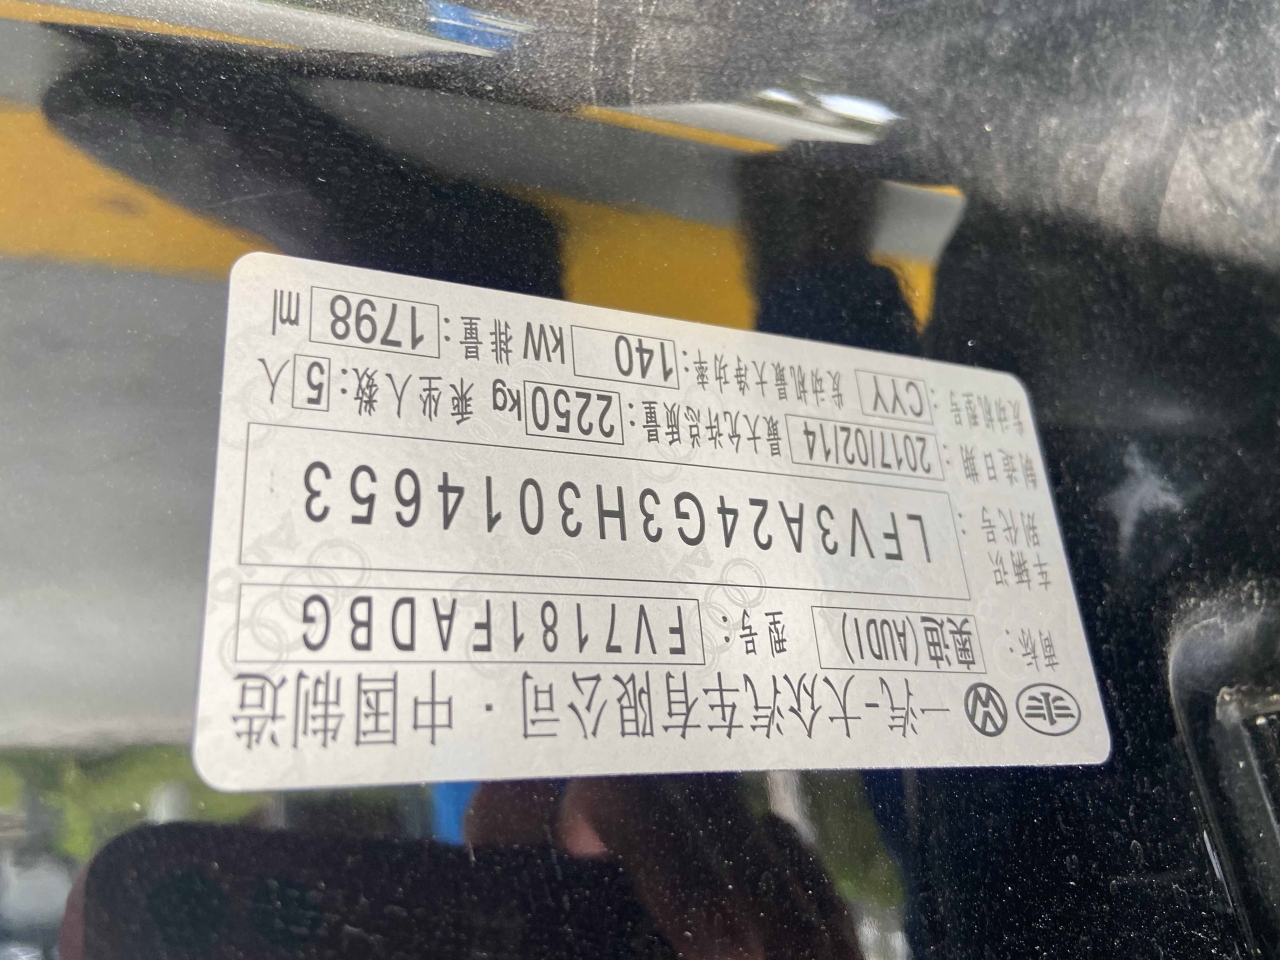 一汽-大众汽车有限公司·中国制造
商标: 奥迪(AUDI) 型号: FV7181FADBG
车辆识别代号: LFV3A24G3H3014653
制造日期 2017/02/14 最大允许总质量: 2250 kg 乘坐人数: 5 人
发动机型号: CYY 发动机最大净功率: 140 kW 排量: 1798 ml